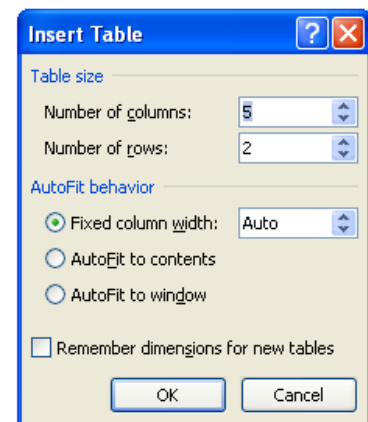 Insert Table
Table size
Number of columns: 5
Number of rows: 2
AutoFit behavior
Fixed column width: Auto
AutoFit to contents
AutoFit to window
Remember dimensions for new tables
OK Cancel